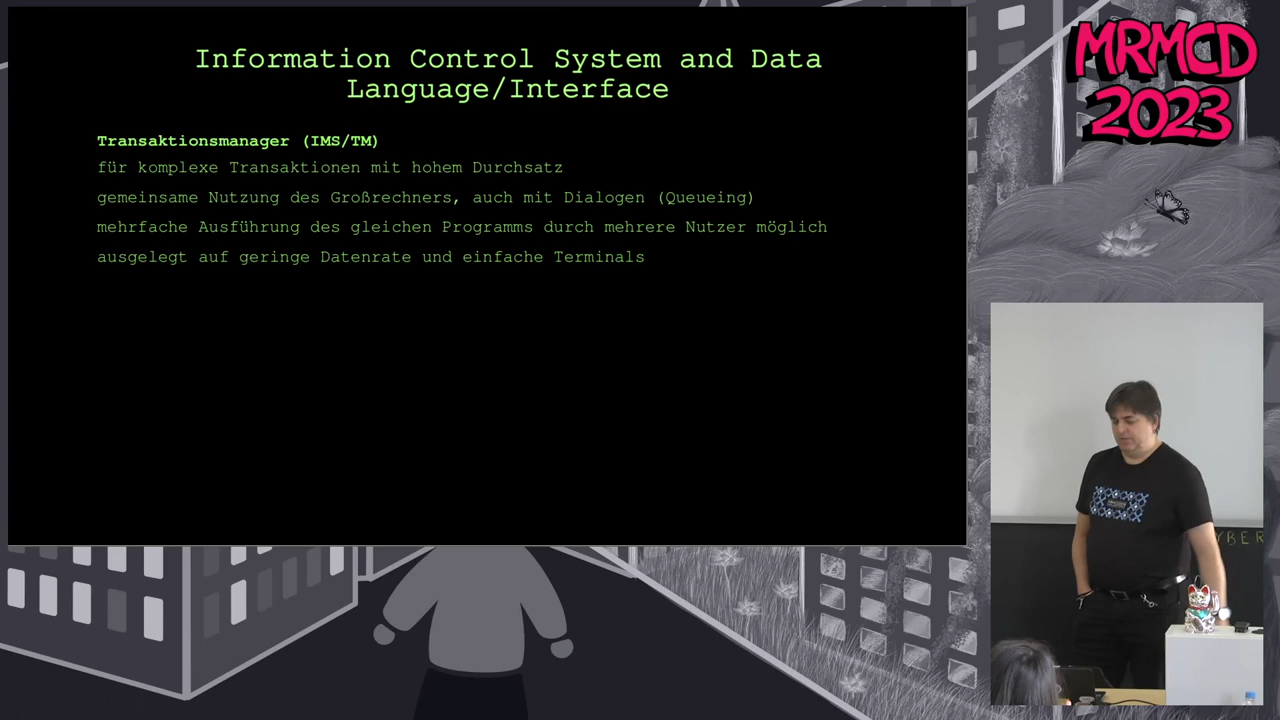 Information Control System and Data
Language/Interface
Transaktionsmanager (IMS/TM)
für komplexe Transaktionen mit hohem Durchsatz
gemeinsame Nutzung des Großrechners, auch mit Dialogen (Queueing)
mehrfache Ausführung des gleichen Programms durch mehrere Nutzer möglich
ausgelegt auf geringe Datenrate und einfache Terminals
MRMCD
2023
YBER